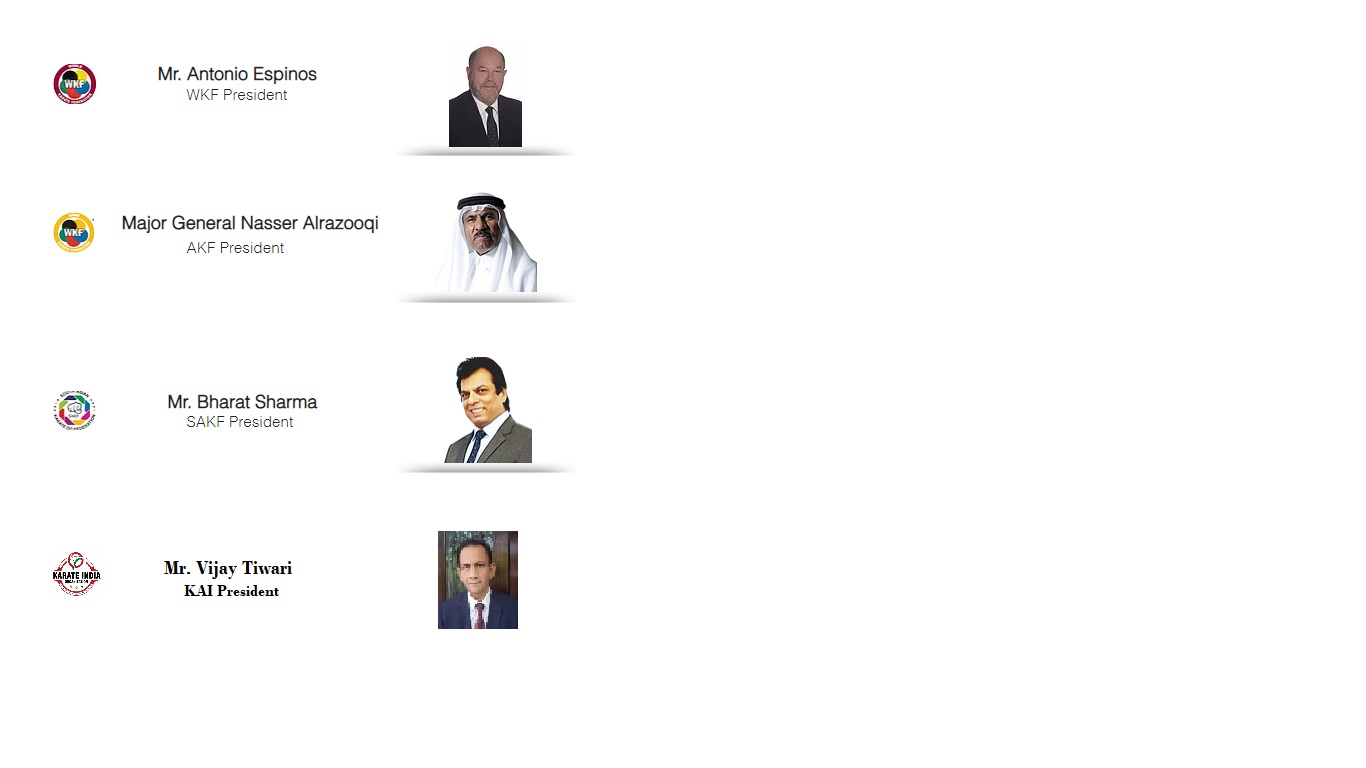 WKF
Mr. Antonio Espinos
WKF President
WKF
Major General Nasser Alrazooqi
AKF President
Mr. Bharat Sharma
SAKF President
KARATE INDIA
ORGANISATION
Mr. Vijay Tiwari
KAI President